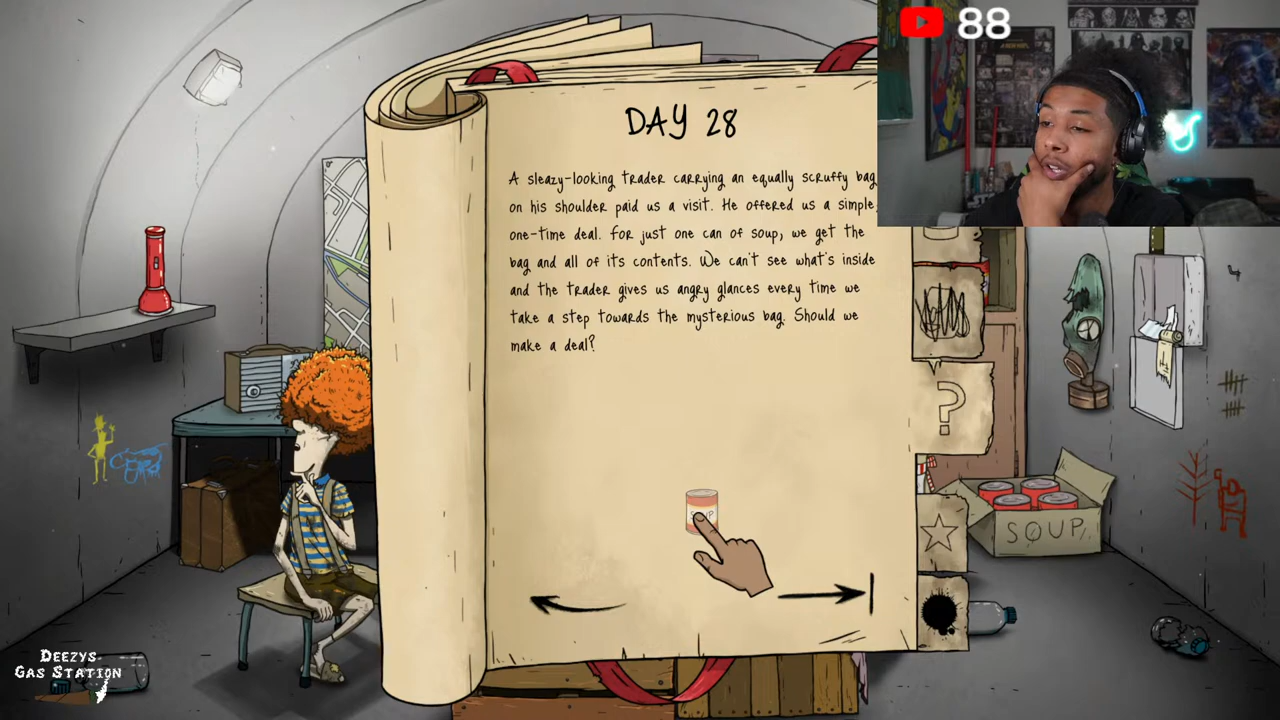 88
DAY 28
A sleazy-looking trader carrying an equally scruffy bag
on his shoulder paid us a visit. He offered us a simple,
one-time deal. For just one can of soup, we get the
bag and all of its contents. We can't see what's inside
and the trader gives us angry glances every time we
take a step towards the mysterious bag. Should we
make a deal?
SOUP
DEEZYS
GAS STATION